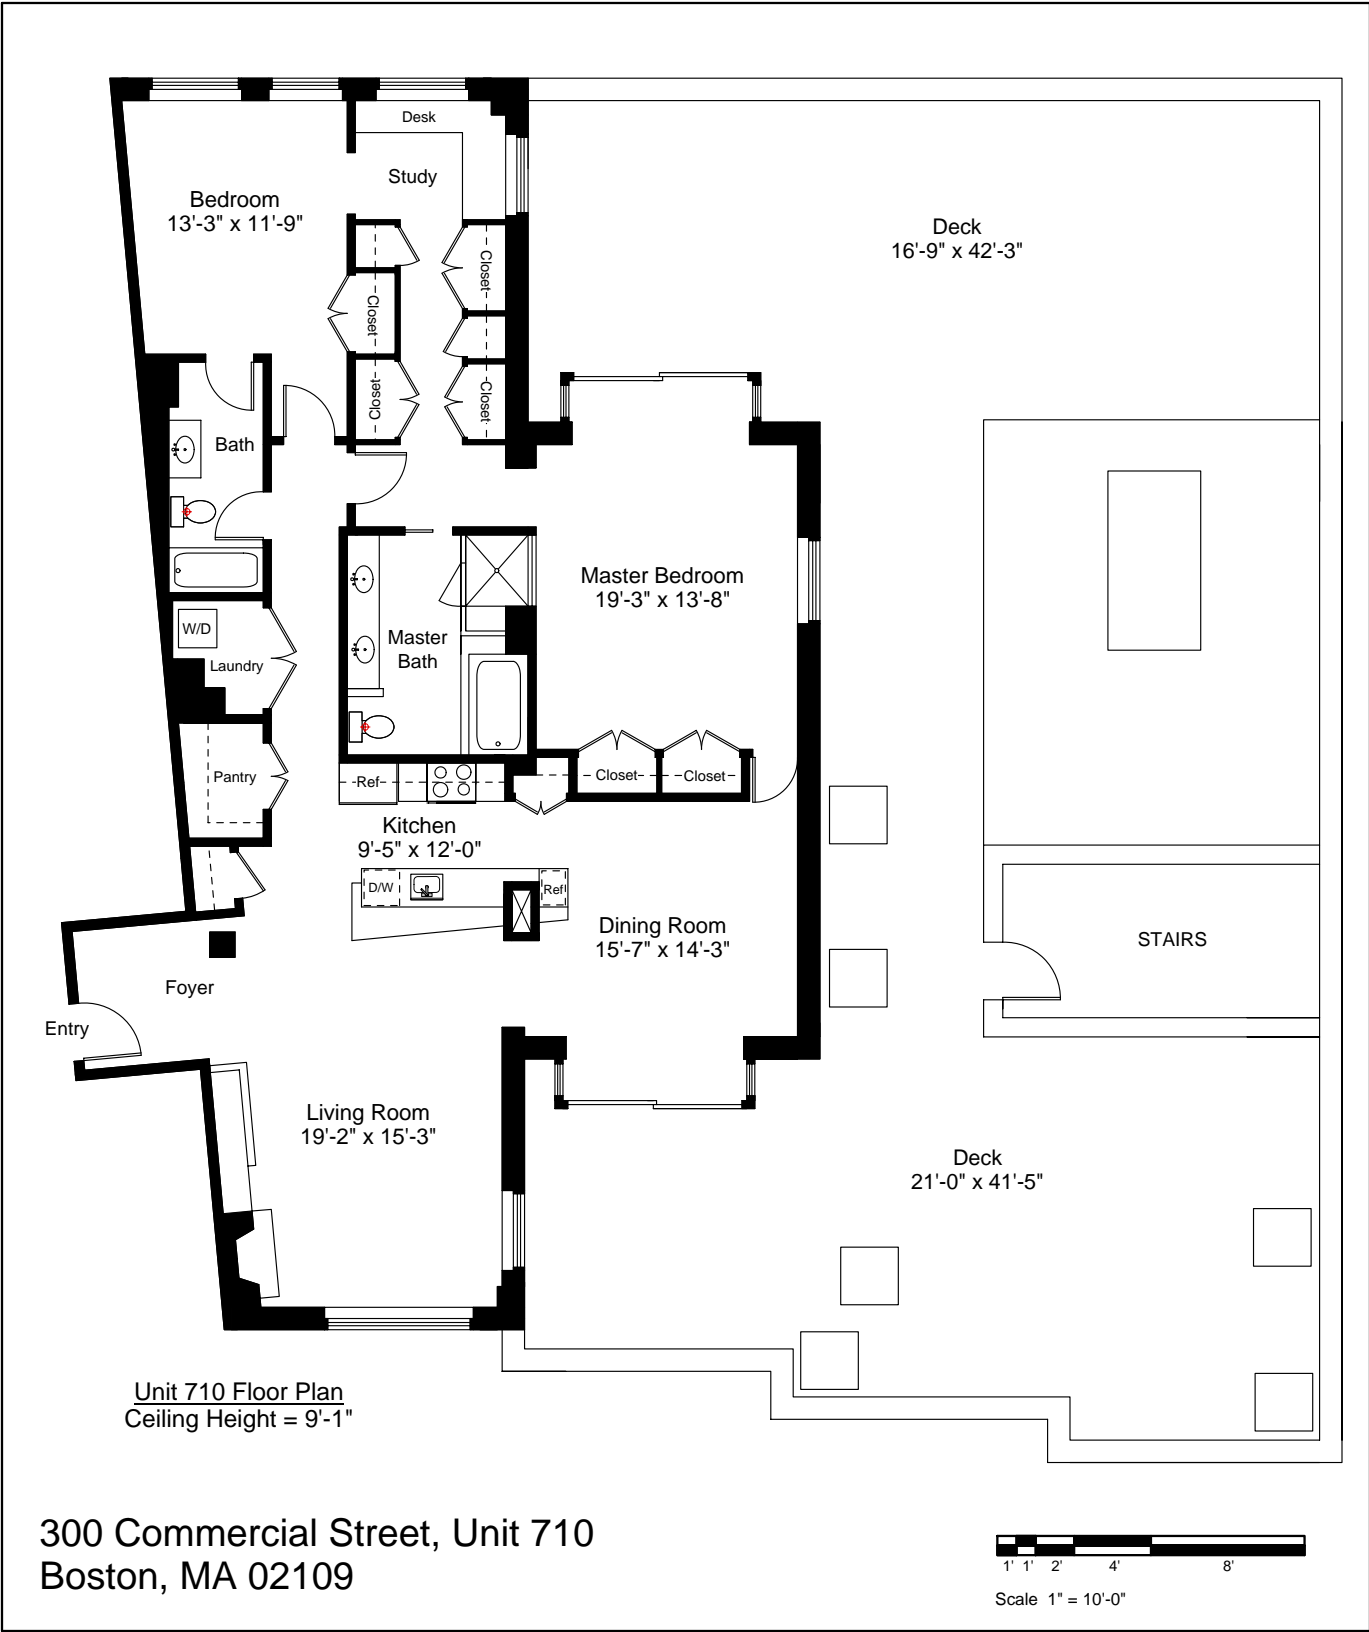 Desk
Study
Bedroom
13'-3" x 11'-9"
Deck
16'-9" x 42'-3"
Closet
Closet
Closet
Closet
Bath
Master Bedroom
19'-3" x 13'-8"
W/D
Laundry
Master
Bath
Pantry
Ref
Closet
Closet
Kitchen
9'-5" x 12'-0"
D/W
Ref
Dining Room
15'-7" x 14'-3"
STAIRS
Foyer
Entry
Living Room
19'-2" x 15'-3"
Deck
21'-0" x 41'-5"
Unit 710 Floor Plan
Ceiling Height = 9'-1"
300 Commercial Street, Unit 710
Boston, MA 02109
1' 1' 2' 4' 8'
Scale 1" = 10'-0"